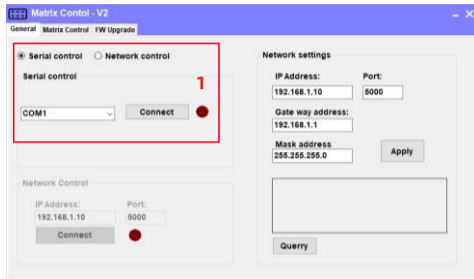 Matrix Contol - V2
General Matrix Control FW Upgrade
Serial control Network control
Serial control
1
COM1 Connect
Network Control
IP Address: Port:
192.168.1.10 5000
Connect
Network settings
IP Address: Port:
192.168.1.10 5000
Gate way address:
192.168.1.1
Mask address
255.255.255.0
Apply
Querry